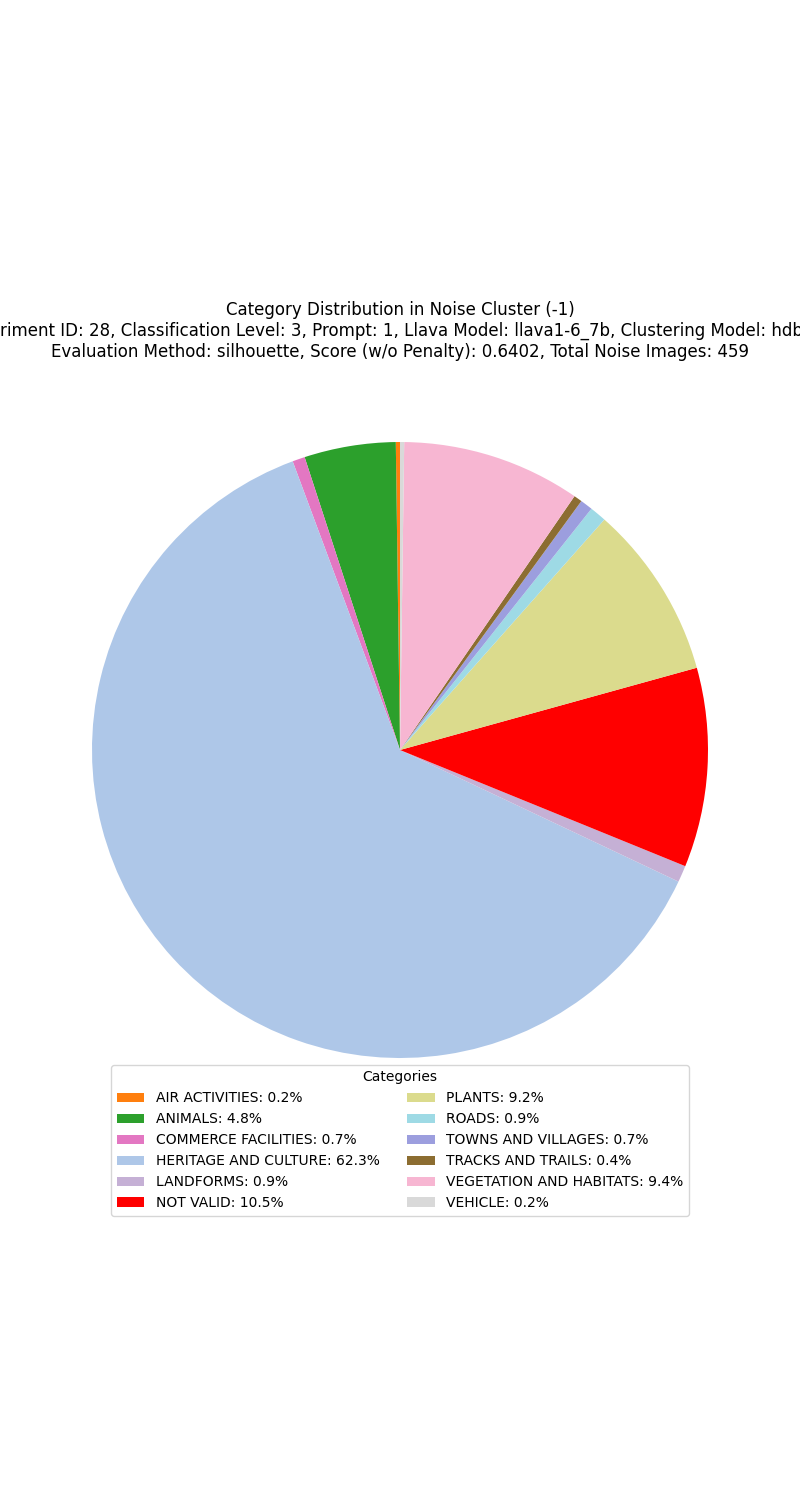 Category Distribution in Noise Cluster (-1)
riment ID: 28, Classification Level: 3, Prompt: 1, Llava Model: llava1-6_7b, Clustering Model: hdb
Evaluation Method: silhouette, Score (w/o Penalty): 0.6402, Total Noise Images: 459
Categories
AIR ACTIVITIES: 0.2%
ANIMALS: 4.8%
COMMERCE FACILITIES: 0.7%
HERITAGE AND CULTURE: 62.3%
LANDFORMS: 0.9%
NOT VALID: 10.5%
PLANTS: 9.2%
ROADS: 0.9%
TOWNS AND VILLAGES: 0.7%
TRACKS AND TRAILS: 0.4%
VEGETATION AND HABITATS: 9.4%
VEHICLE: 0.2%